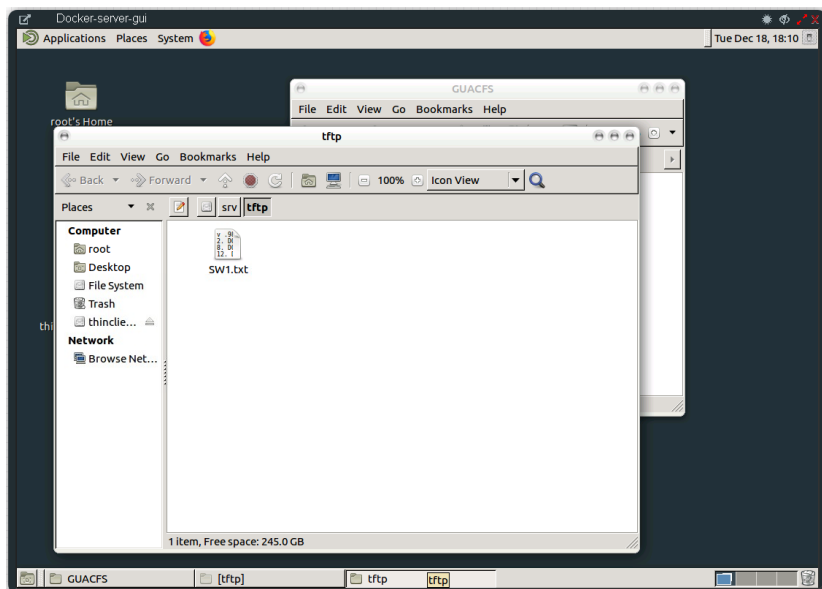 Docker-server-gui
Applications Places System
Tue Dec 18, 18:10
root's Home
GUACFS
File Edit View Go Bookmarks Help
tftp
File Edit View Go Bookmarks Help
Back Forward 100% Icon View
Places srv tftp
Computer
root
Desktop
File System
Trash
thinclie...
Network
Browse Net...
SW1.txt
thi
1 item, Free space: 245.0 GB
GUACFS [tftp] tftp tftp